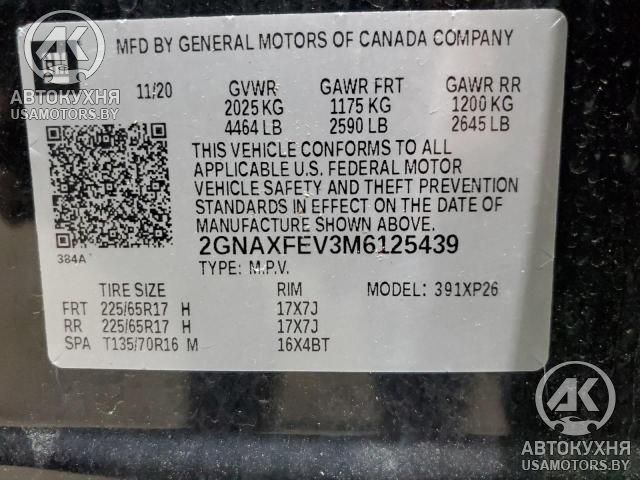 MFD BY GENERAL MOTORS OF CANADA COMPANY
11/20 GVWR GAWR FRT GAWR RR
2025 KG 1175 KG 1200 KG
4464 LB 2590 LB 2645 LB
THIS VEHICLE CONFORMS TO ALL
APPLICABLE U.S. FEDERAL MOTOR
VEHICLE SAFETY AND THEFT PREVENTION
STANDARDS IN EFFECT ON THE DATE OF
MANUFACTURE SHOWN ABOVE.
384A 2GNAXFEV3M6125439
TYPE: M.P.V.
TIRE SIZE RIM MODEL: 391XP26
FRT 225/65R17 H 17X7J
RR 225/65R17 H 17X7J
SPA T135/70R16 M 16X4BT
АК
АВТОКУХНЯ
USAMOTORS.BY
АК
АВТОКУХНЯ
USAMOTORS.BY